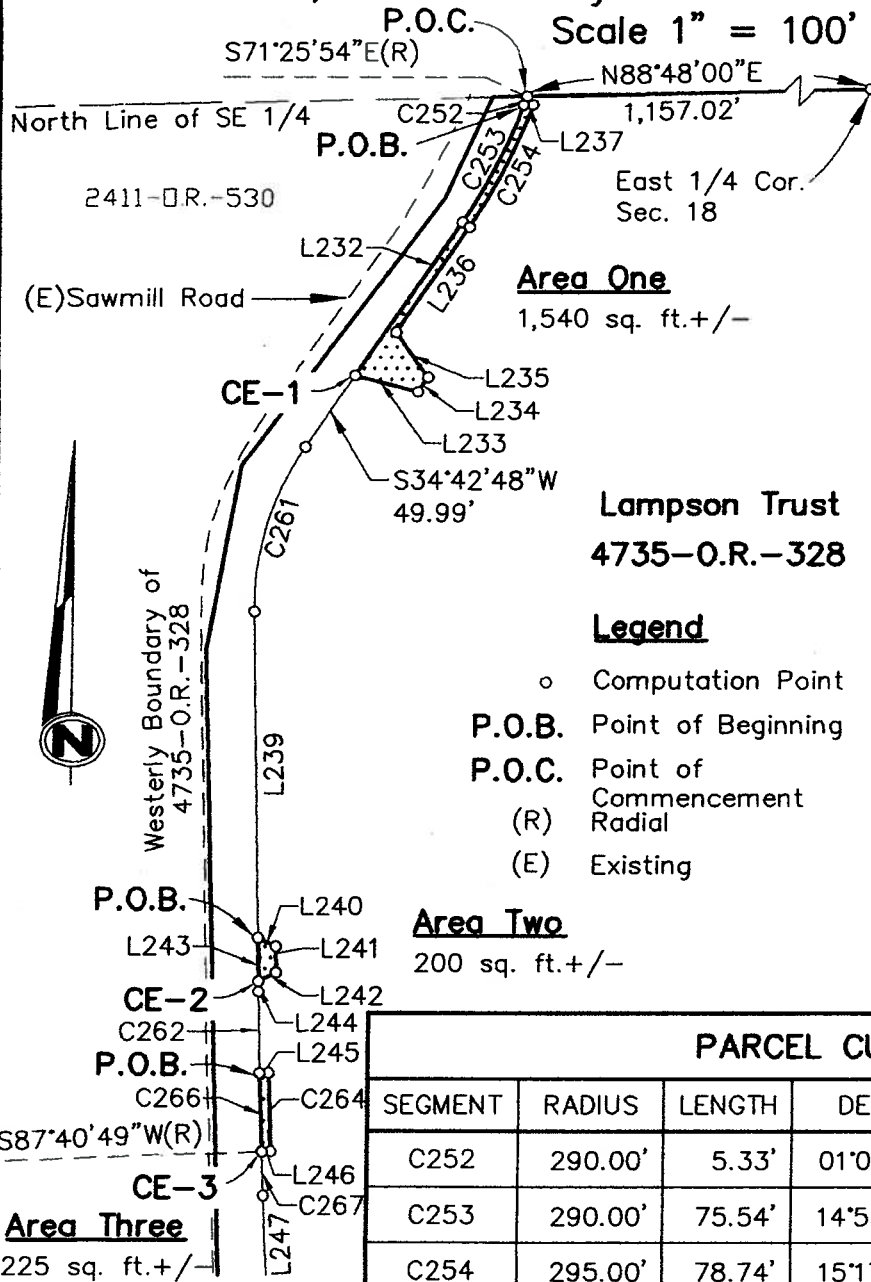 P.O.C.
Scale 1" = 100'
S71°25'54"E(R)
N88°48'00"E
North Line of SE 1/4
C252
1,157.02'
P.O.B.
C253
C254
L237
2411-O.R.-530
East 1/4 Cor.
Sec. 18
L232
L236
Area One
1,540 sq. ft.+/-
(E)Sawmill Road
L235
CE-1
L234
L233
S34°42'48"W
49.99'
C261
Lampson Trust
4735-O.R.-328
Westerly Boundary of
4735-O.R.-328
Legend
Computation Point
P.O.B. Point of Beginning
P.O.C. Point of
Commencement
(R) Radial
(E) Existing
N
L239
P.O.B.
L240
L243
L241
Area Two
200 sq. ft.+/-
CE-2
L242
L244
C262
L245
P.O.B.
C266
C264
S87°40'49"W(R)
L246
CE-3
C267
L247
Area Three
225 sq. ft.+/-
PARCEL CU
SEGMENT RADIUS LENGTH DE
C252 290.00' 5.33' 01°0
C253 290.00' 75.54' 14°5
C254 295.00' 78.74' 15°1